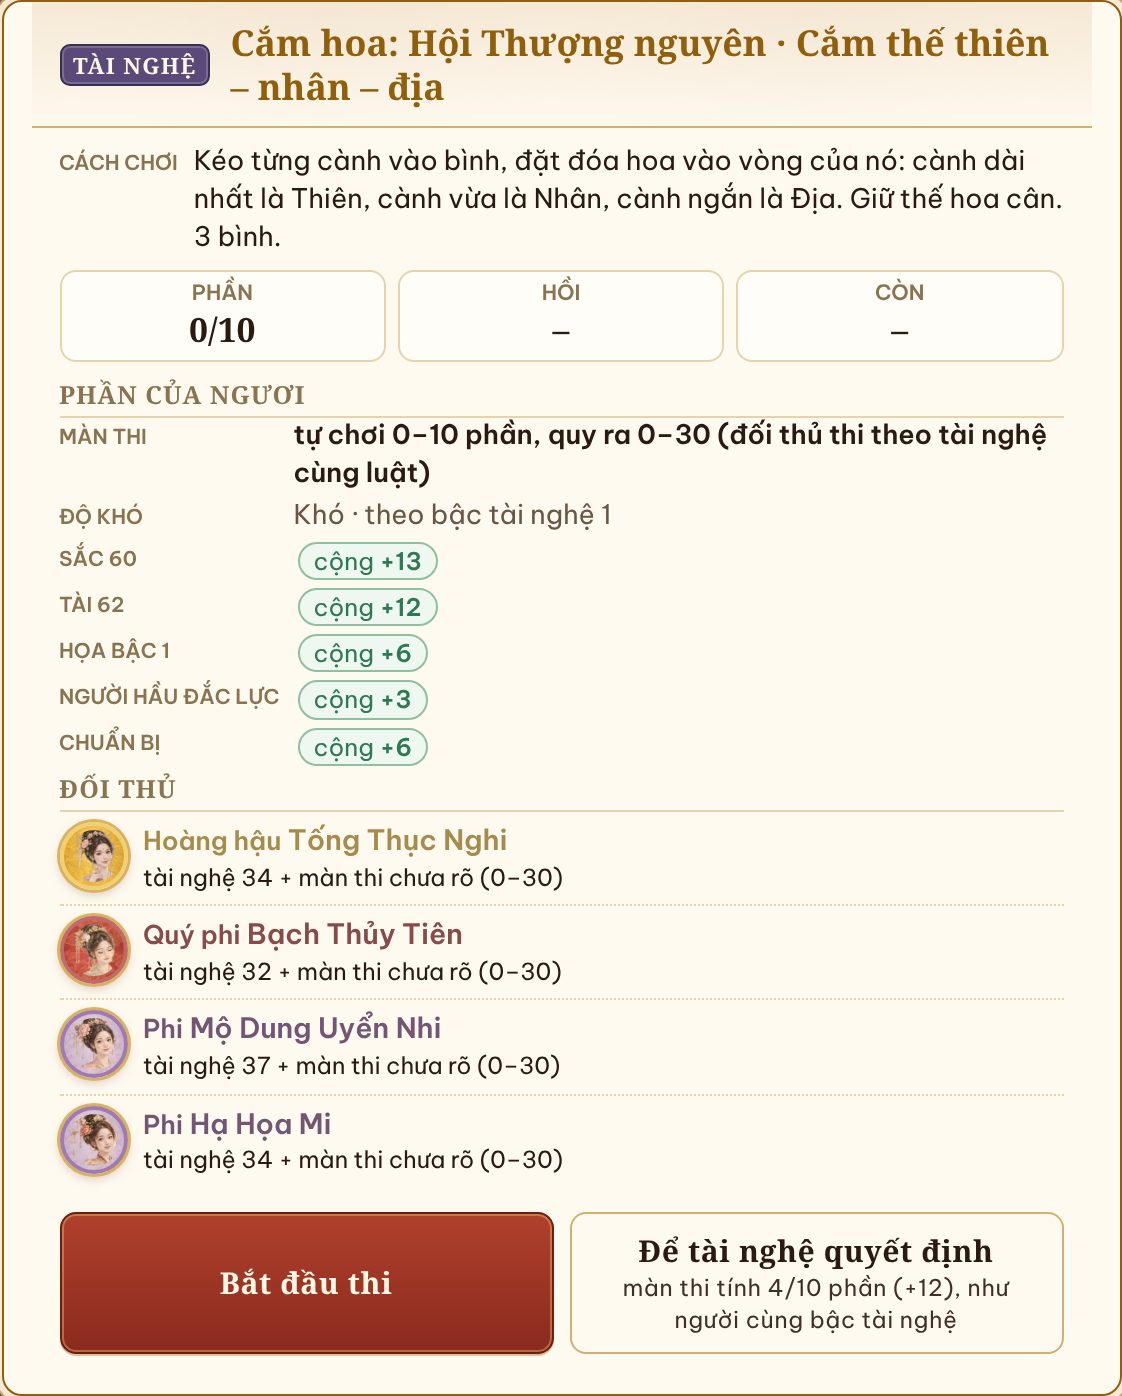 TÀI NGHỆ
Cắm hoa: Hội Thượng nguyên · Cắm thế thiên
– nhân – địa
CÁCH CHƠI
Kéo từng cành vào bình, đặt đóa hoa vào vòng của nó: cành dài
nhất là Thiên, cành vừa là Nhân, cành ngắn là Địa. Giữ thế hoa cân.
3 bình.
PHẦN
0/10
HỒI
–
CÒN
–
PHẦN CỦA NGƯƠI
MÀN THI
tự chơi 0–10 phần, quy ra 0–30 (đối thủ thi theo tài nghệ
cùng luật)
ĐỘ KHÓ
Khó · theo bậc tài nghệ 1
SẮC 60
cộng +13
TÀI 62
cộng +12
HỌA BẬC 1
cộng +6
NGƯỜI HẦU ĐẮC LỰC
cộng +3
CHUẨN BỊ
cộng +6
ĐỐI THỦ
Hoàng hậu Tống Thục Nghi
tài nghệ 34 + màn thi chưa rõ (0–30)
Quý phi Bạch Thủy Tiên
tài nghệ 32 + màn thi chưa rõ (0–30)
Phi Mộ Dung Uyển Nhi
tài nghệ 37 + màn thi chưa rõ (0–30)
Phi Hạ Họa Mi
tài nghệ 34 + màn thi chưa rõ (0–30)
Bắt đầu thi
Để tài nghệ quyết định
màn thi tính 4/10 phần (+12), như
người cùng bậc tài nghệ